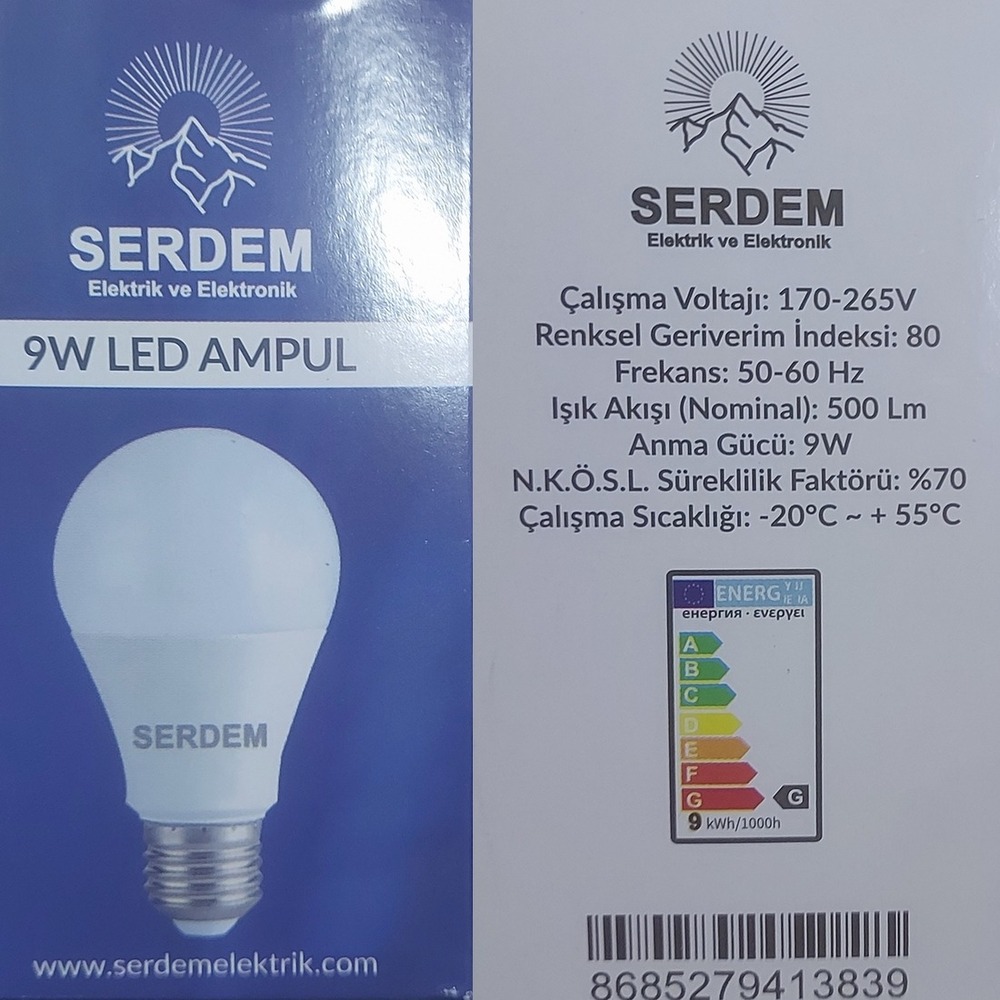 SERDEM
Elektrik ve Elektronik
9W LED AMPUL
SERDEM
www.serdemelektrik.com
SERDEM
Elektrik ve Elektronik
Çalışma Voltajı: 170-265V
Renksel Geriverim İndeksi: 80
Frekans: 50-60 Hz
Işık Akışı (Nominal): 500 Lm
Anma Gücü: 9W
N.K.Ö.S.L. Süreklilik Faktörü: %70
Çalışma Sıcaklığı: -20°C ~ + 55°C
ENERG
енергия · ενεργεί
A
B
C
D
E
F
G
G
9 kWh/1000h
8685279413839